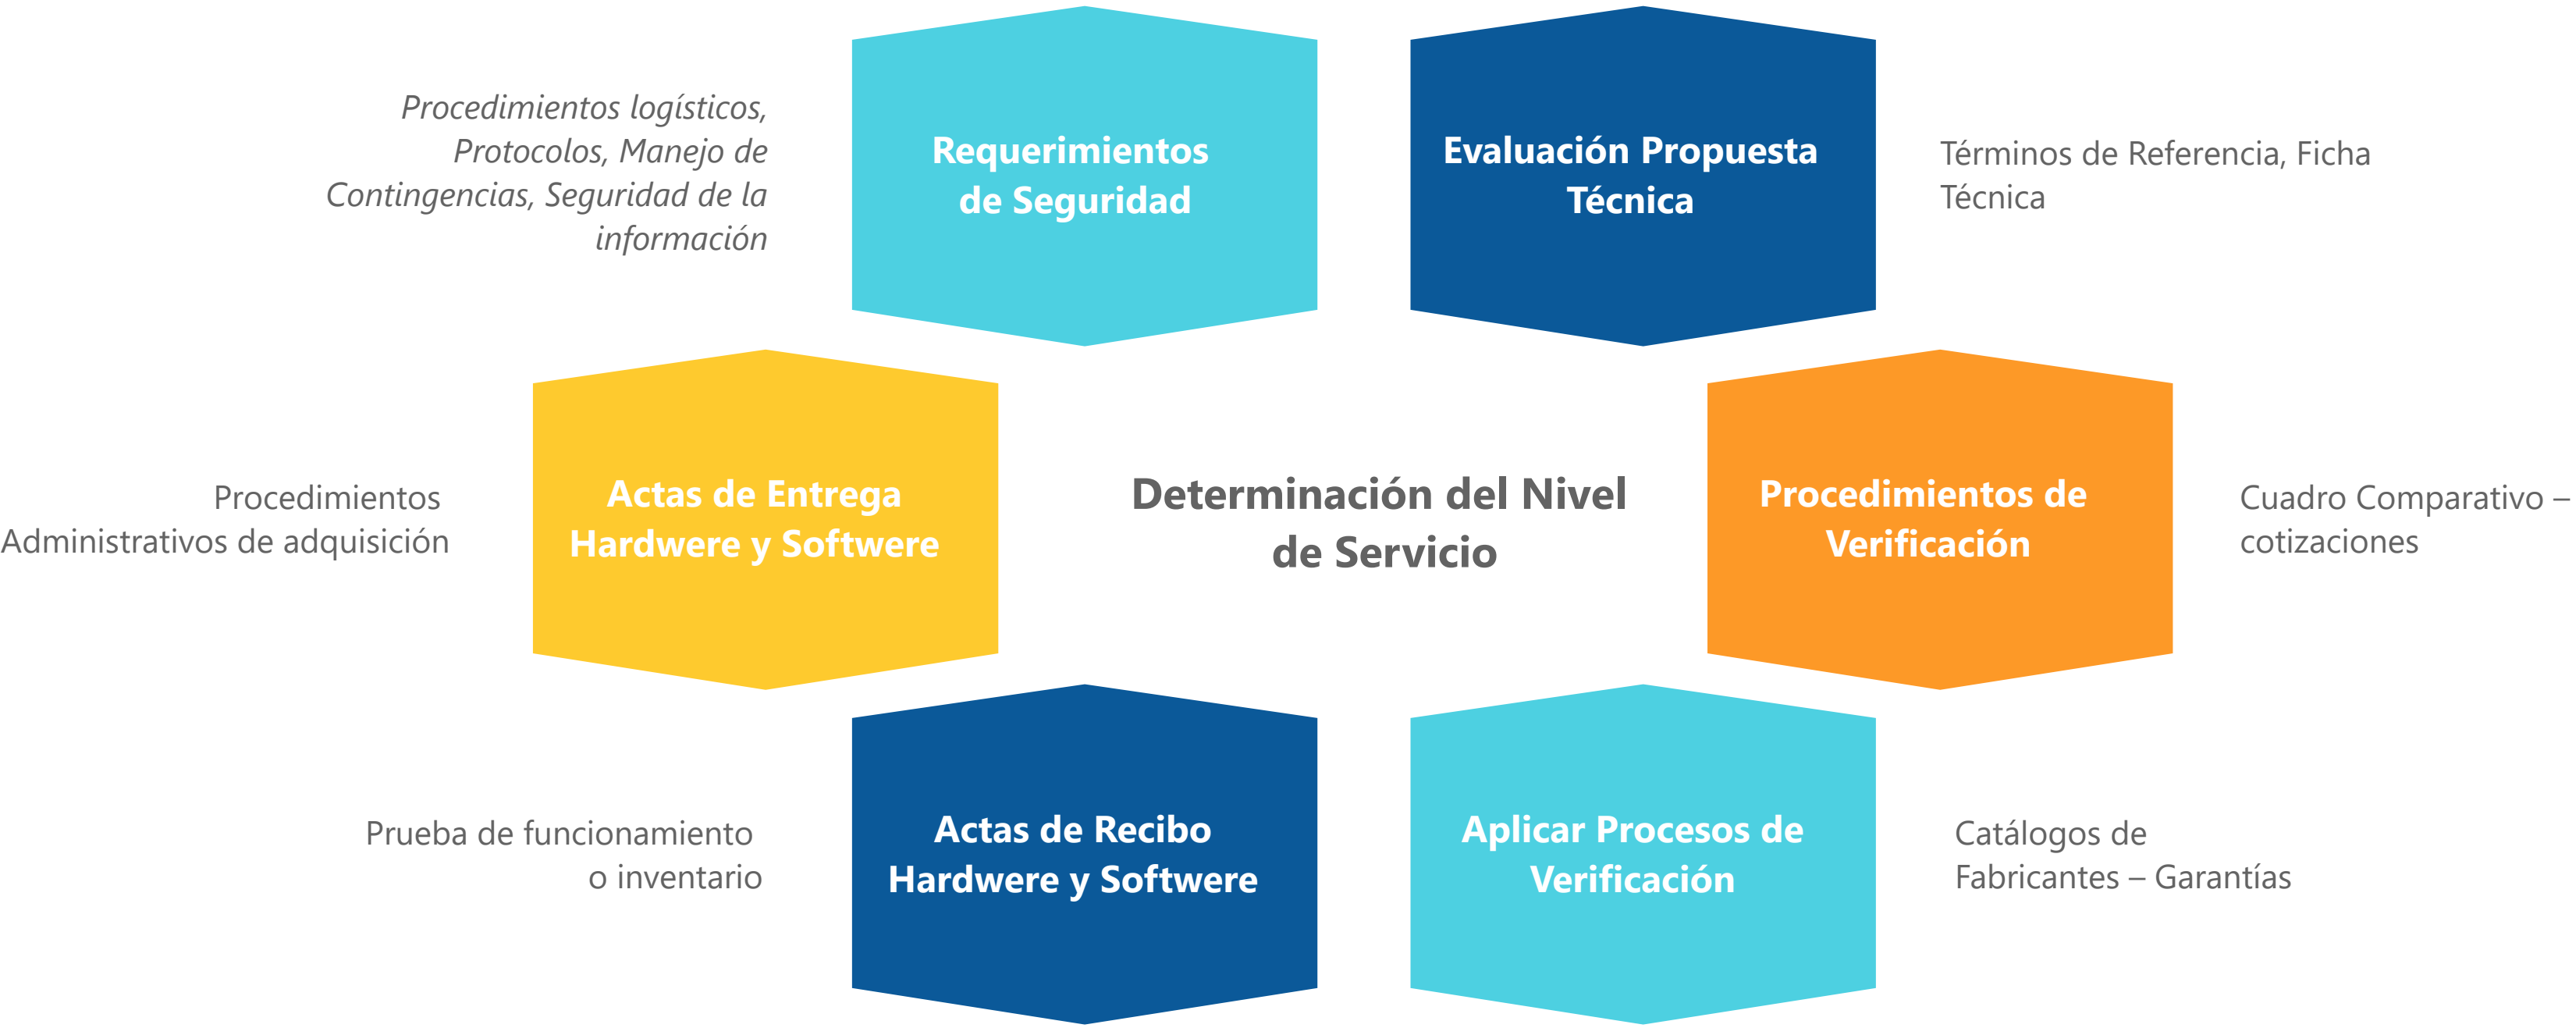 Procedimientos logísticos,
Protocolos, Manejo de
Contingencias, Seguridad de la
información
Requerimientos
de Seguridad
Evaluación Propuesta
Técnica
Términos de Referencia, Ficha
Técnica
Procedimientos
Administrativos de adquisición
Actas de Entrega
Hardwere y Softwere
Determinación del Nivel
de Servicio
Procedimientos de
Verificación
Cuadro Comparativo –
cotizaciones
Prueba de funcionamiento
o inventario
Actas de Recibo
Hardwere y Softwere
Aplicar Procesos de
Verificación
Catálogos de
Fabricantes – Garantías